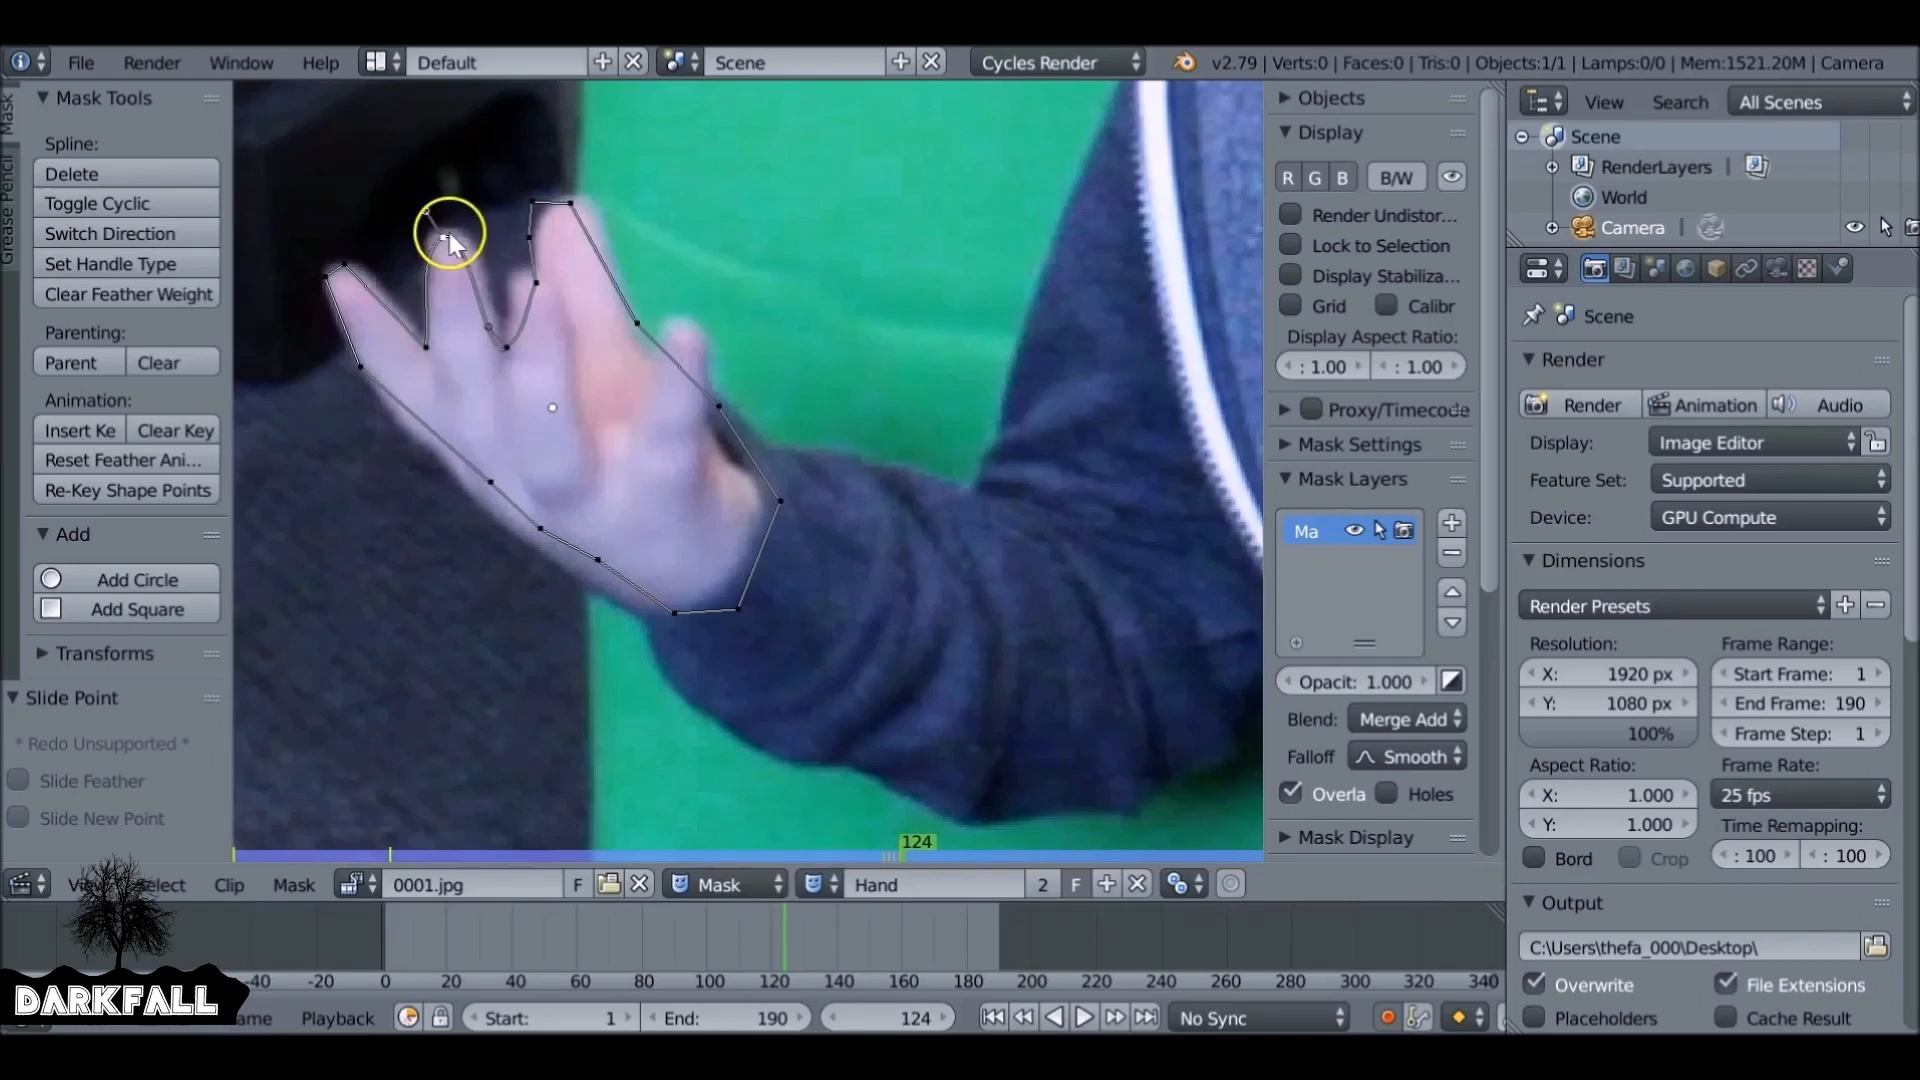 File Render Window Help Default Scene Cycles Render v2.79 | Verts:0 | Faces:0 | Tris:0 | Objects:1/1 | Lamps:0/0 | Mem:1521.20M | Camera
Mask
Grease Pencil
Mask Tools
Spline:
Delete
Toggle Cyclic
Switch Direction
Set Handle Type
Clear Feather Weight
Parenting:
Parent Clear
Animation:
Insert Ke Clear Key
Reset Feather Ani...
Re-Key Shape Points
Add
Add Circle
Add Square
Transforms
Slide Point
* Redo Unsupported *
Slide Feather
Slide New Point
124
Objects
Display
R G B B/W
Render Undistor...
Lock to Selection
Display Stabiliza...
Grid Calibr
Display Aspect Ratio:
: 1.00 : 1.00
Proxy/Timecode
Mask Settings
Mask Layers
Ma
Opacity: 1.000
Blend: Merge Add
Falloff Smooth
Overla Holes
Mask Display
View Search All Scenes
Scene
RenderLayers
World
Camera
Scene
Render
Render Animation Audio
Display: Image Editor
Feature Set: Supported
Device: GPU Compute
Dimensions
Render Presets
Resolution: Frame Range:
X: 1920 px Start Frame: 1
Y: 1080 px End Frame: 190
100% Frame Step: 1
Aspect Ratio: Frame Rate:
X: 1.000 25 fps
Y: 1.000 Time Remapping:
Bord Crop : 100 : 100
Output
C:\Users\thefa_000\Desktop\
Overwrite File Extensions
Placeholders Cache Result
Clip Mask 0001.jpg F Mask Hand 2 F
-40 -20 0 20 40 60 80 100 120 140 160 180 200 220 240 260 280 300 320 340
DARKFALL
Playback Start: 1 End: 190 124 No Sync